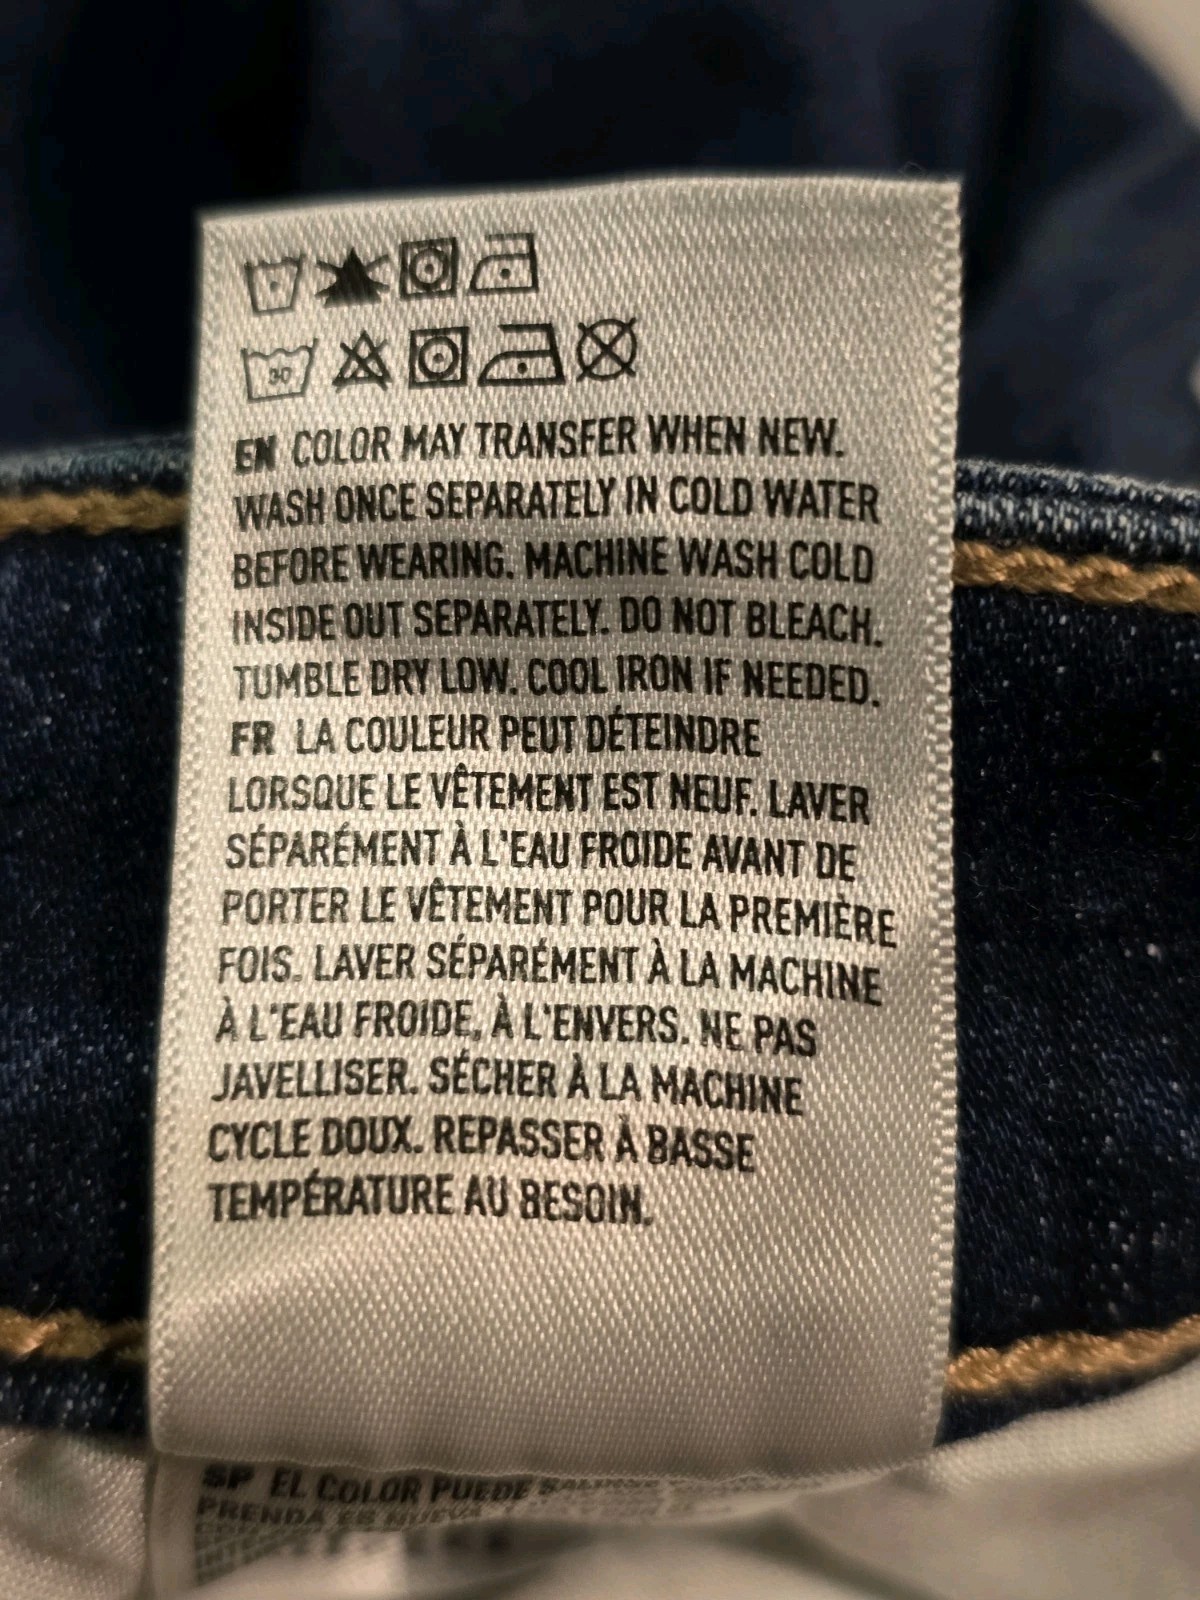 30
EN COLOR MAY TRANSFER WHEN NEW.
WASH ONCE SEPARATELY IN COLD WATER
BEFORE WEARING. MACHINE WASH COLD
INSIDE OUT SEPARATELY. DO NOT BLEACH.
TUMBLE DRY LOW. COOL IRON IF NEEDED.
FR LA COULEUR PEUT DÉTEINDRE
LORSQUE LE VÊTEMENT EST NEUF. LAVER
SÉPARÉMENT À L'EAU FROIDE AVANT DE
PORTER LE VÊTEMENT POUR LA PREMIÈRE
FOIS. LAVER SÉPARÉMENT À LA MACHINE
À L'EAU FROIDE, À L'ENVERS. NE PAS
JAVELLISER. SÉCHER À LA MACHINE
CYCLE DOUX. REPASSER À BASSE
TEMPÉRATURE AU BESOIN.
SP EL COLOR PUEDE
PRENDA ES NUEVA